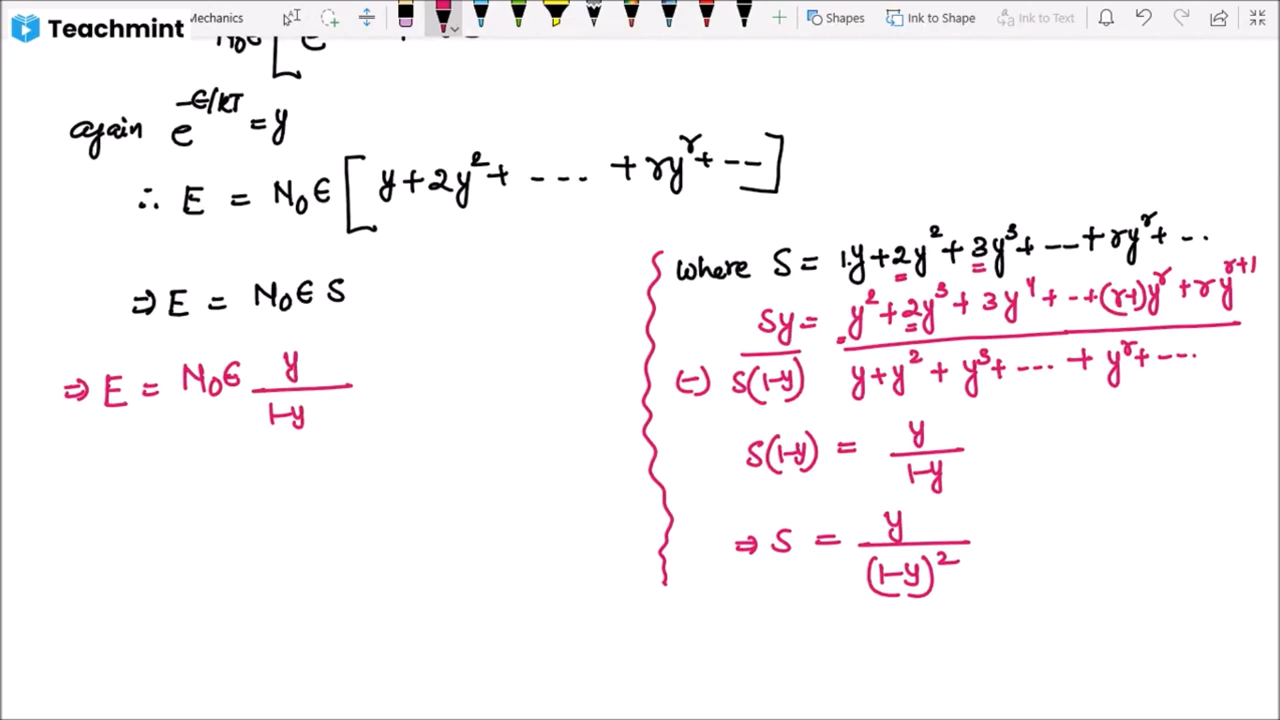 Teachmint
Mechanics
Shapes
Ink to Shape
Ink to Text
N₀ε [ e
again e^(-ε/KT) = y
∴ E = N₀ε [ y + 2y² + .... + ry^r + -- ]
⇒ E = N₀ε S
⇒ E = N₀ε y/(1-y)
where S = 1.y + 2y² + 3y³ + --- + ry^r + - ..
Sy = y² + 2y³ + 3y⁴ + -- + (r-1)y^r + r y^(r+1)
(-) S(1-y) y + y² + y³ + .... + y^r + ....
S(1-y) = y/(1-y)
⇒ S = y/(1-y)²